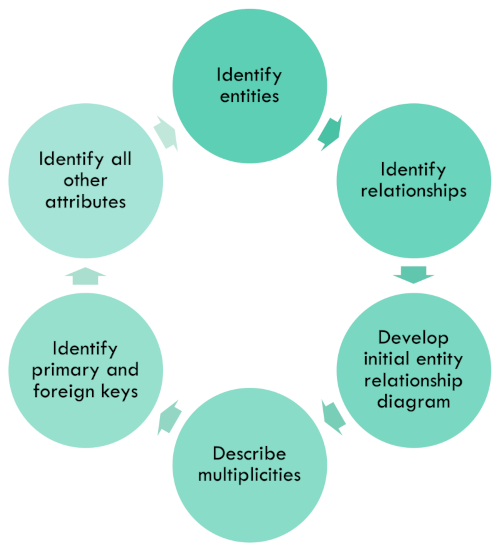 Identify
entities
Identify
relationships
Develop
initial entity
relationship
diagram
Describe
multiplicities
Identify
primary and
foreign keys
Identify all
other
attributes